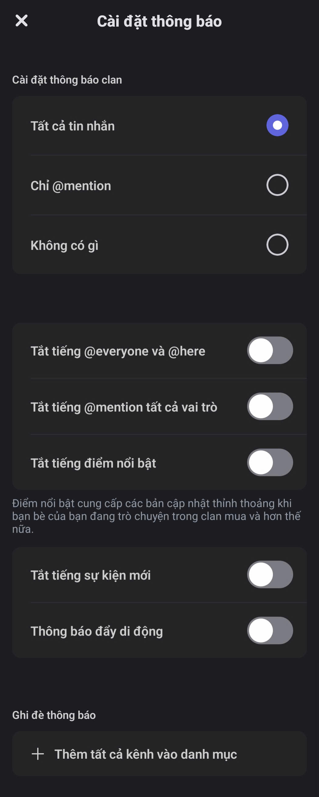 Cài đặt thông báo
Cài đặt thông báo clan
Tất cả tin nhắn
Chỉ @mention
Không có gì
Tắt tiếng @everyone và @here
Tắt tiếng @mention tất cả vai trò
Tắt tiếng điểm nổi bật
Điểm nổi bật cung cấp các bản cập nhật thỉnh thoảng khi
bạn bè của bạn đang trò chuyện trong clan mua và hơn thế
nữa.
Tắt tiếng sự kiện mới
Thông báo đẩy di động
Ghi đè thông báo
Thêm tất cả kênh vào danh mục